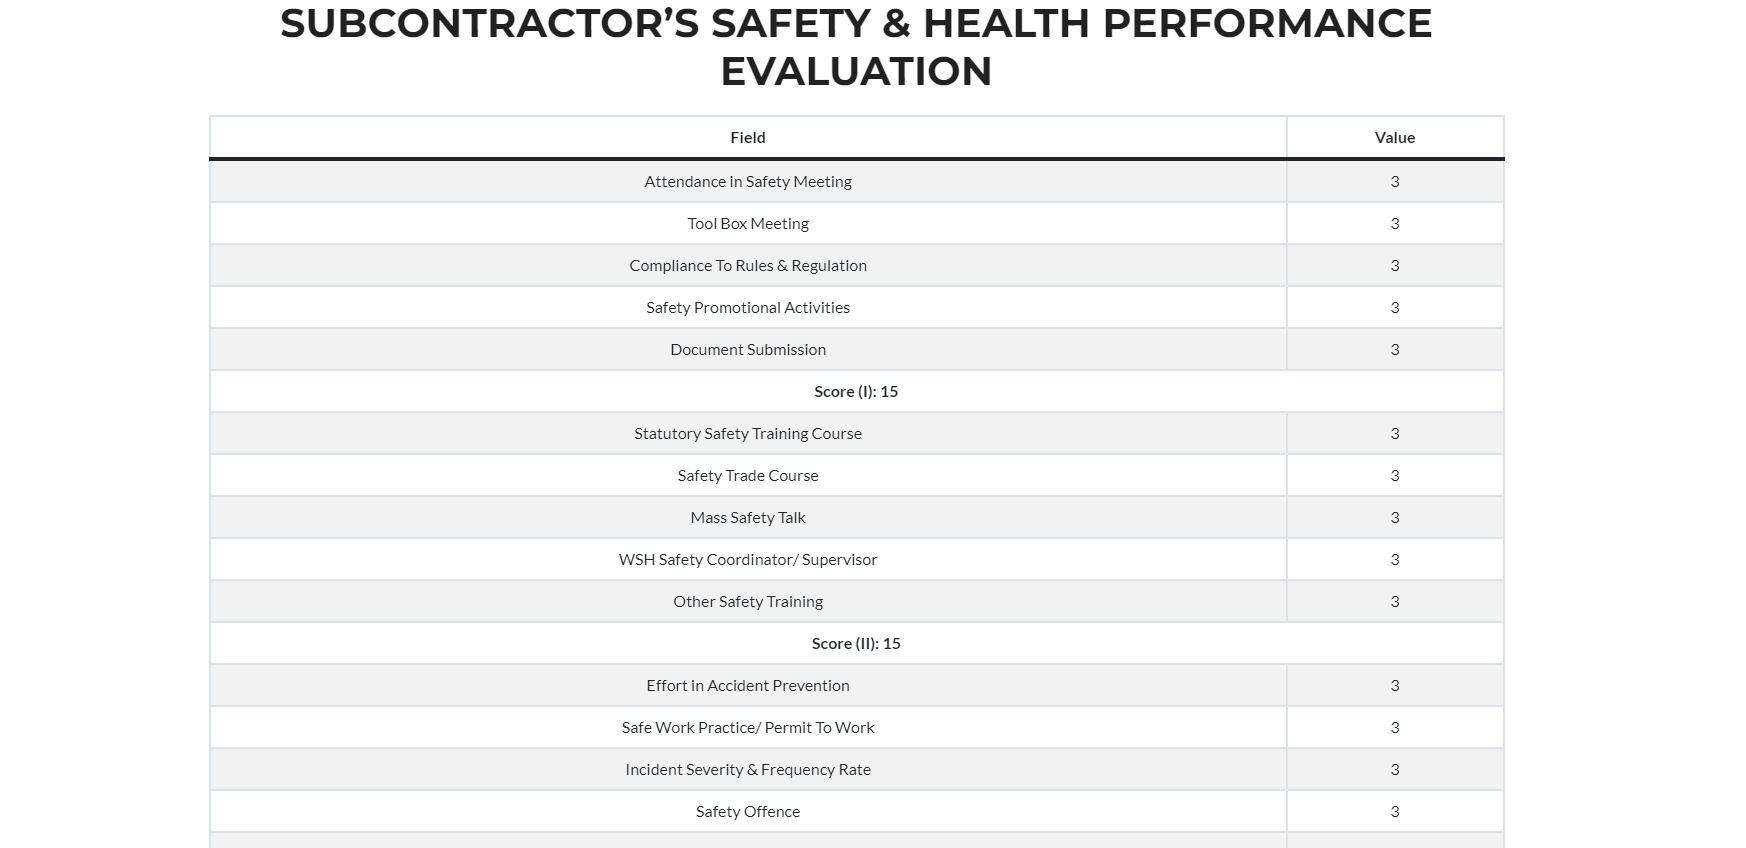 SUBCONTRACTOR’S SAFETY & HEALTH PERFORMANCE
EVALUATION
Field Value
Attendance in Safety Meeting 3
Tool Box Meeting 3
Compliance To Rules & Regulation 3
Safety Promotional Activities 3
Document Submission 3
Score (I): 15
Statutory Safety Training Course 3
Safety Trade Course 3
Mass Safety Talk 3
WSH Safety Coordinator/ Supervisor 3
Other Safety Training 3
Score (II): 15
Effort in Accident Prevention 3
Safe Work Practice/ Permit To Work 3
Incident Severity & Frequency Rate 3
Safety Offence 3